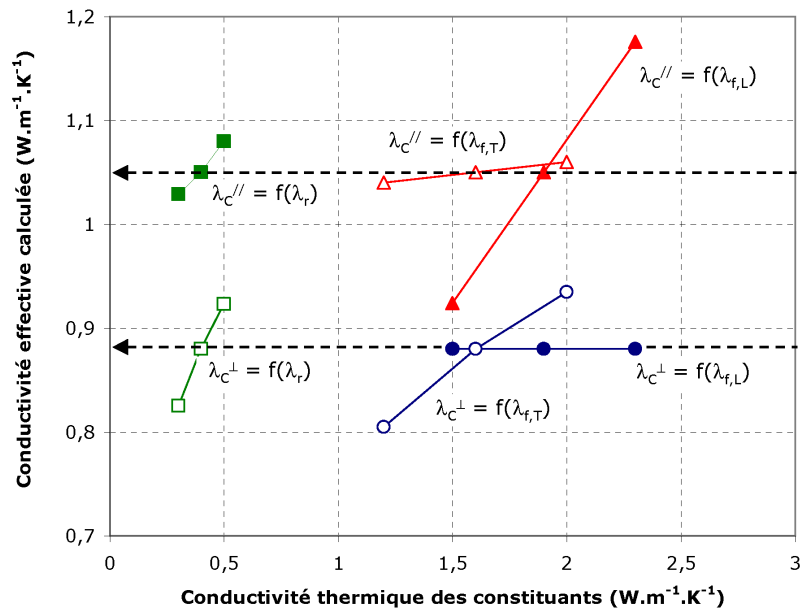 1,2
1,1
1
0,9
0,8
0,7
0
0,5
1
1,5
2
2,5
3
Conductivité effective calculée (W.m⁻¹.K⁻¹)
Conductivité thermique des constituants (W.m⁻¹.K⁻¹)
λC// = f(λf,L)
λC// = f(λf,T)
λC// = f(λr)
λC⊥ = f(λr)
λC⊥ = f(λf,L)
λC⊥ = f(λf,T)